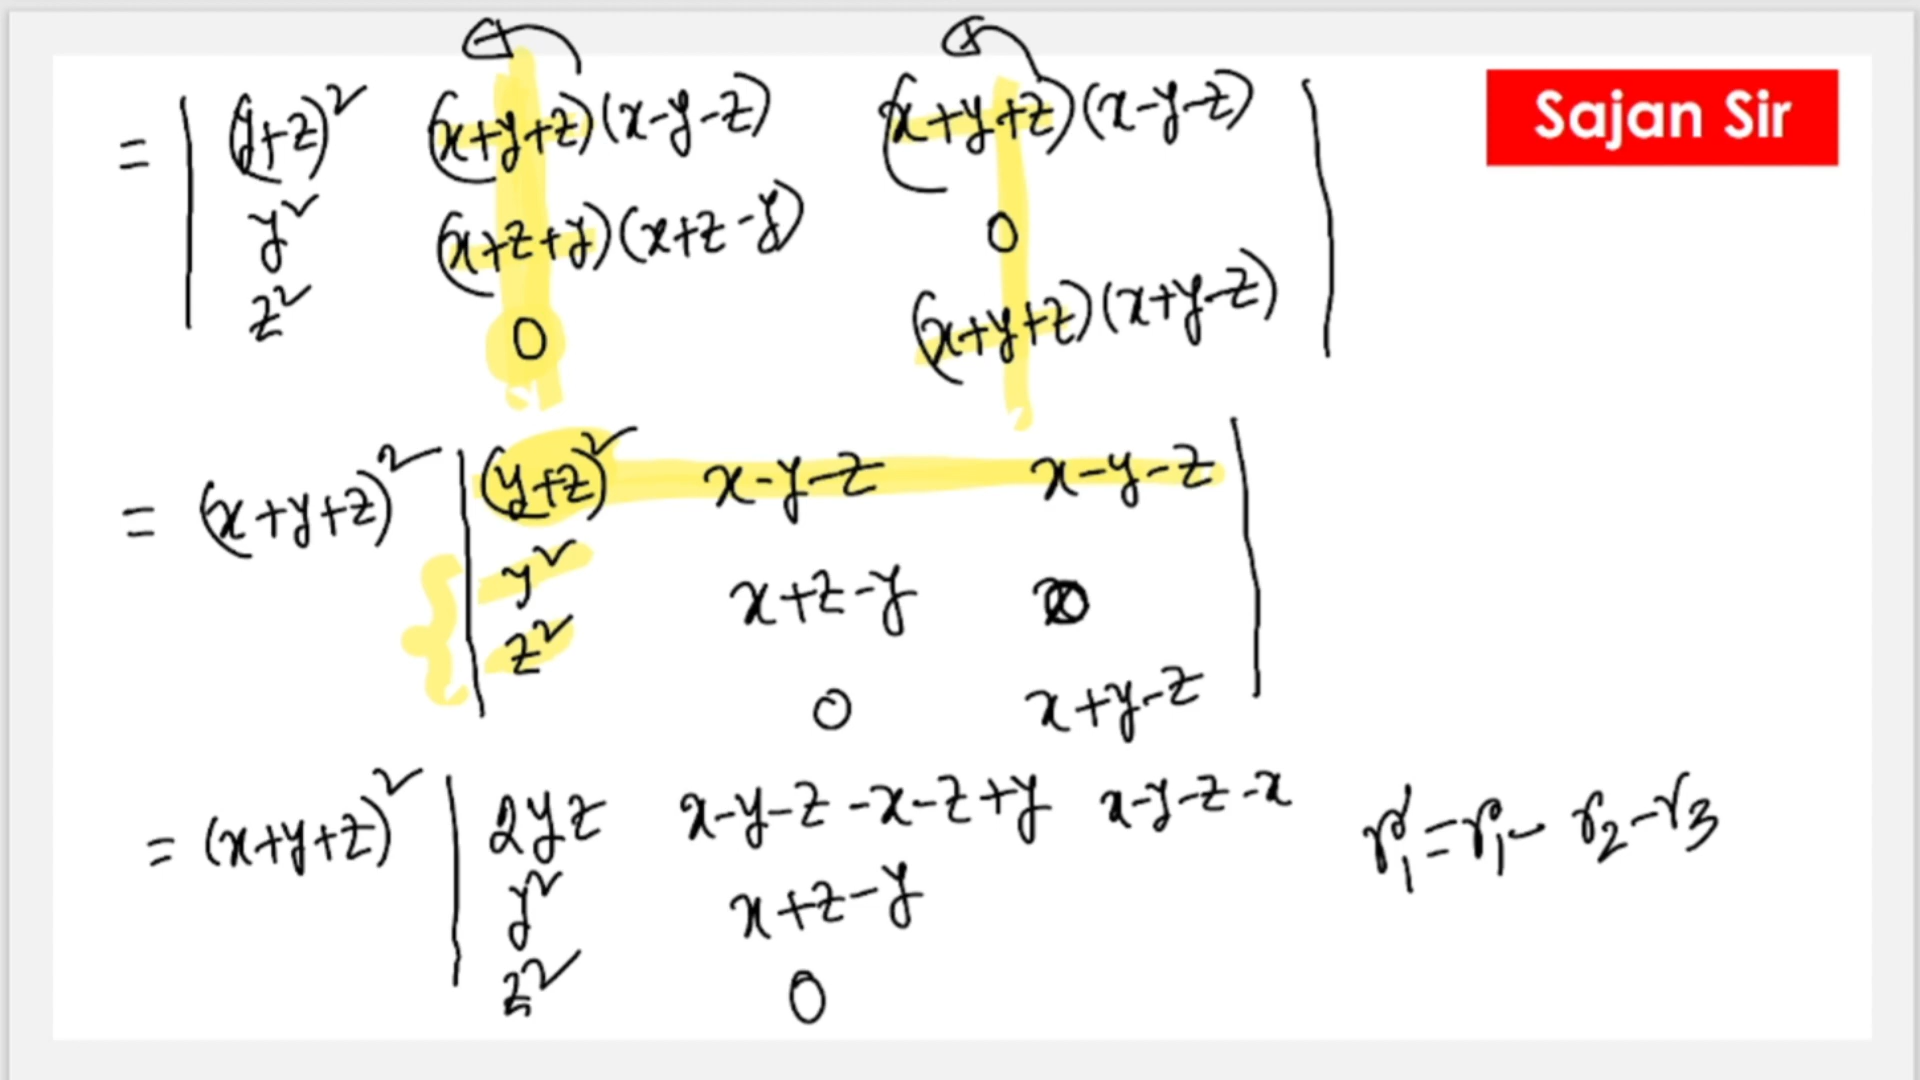 Sajan Sir
= | (y+z)² (x+y+z)(x-y-z) (x+y+z)(x-y-z) |
y² (x+z+y)(x+z-y) 0
z² 0 (x+y+z)(x+y-z)
= (x+y+z)² | (y+z)² x-y-z x-y-z |
y² x+z-y 0
z² 0 x+y-z
= (x+y+z)² | 2yz x-y-z-x-z+y x-y-z-x r₁' = r₁ - r₂ - r₃
y² x+z-y
z² 0